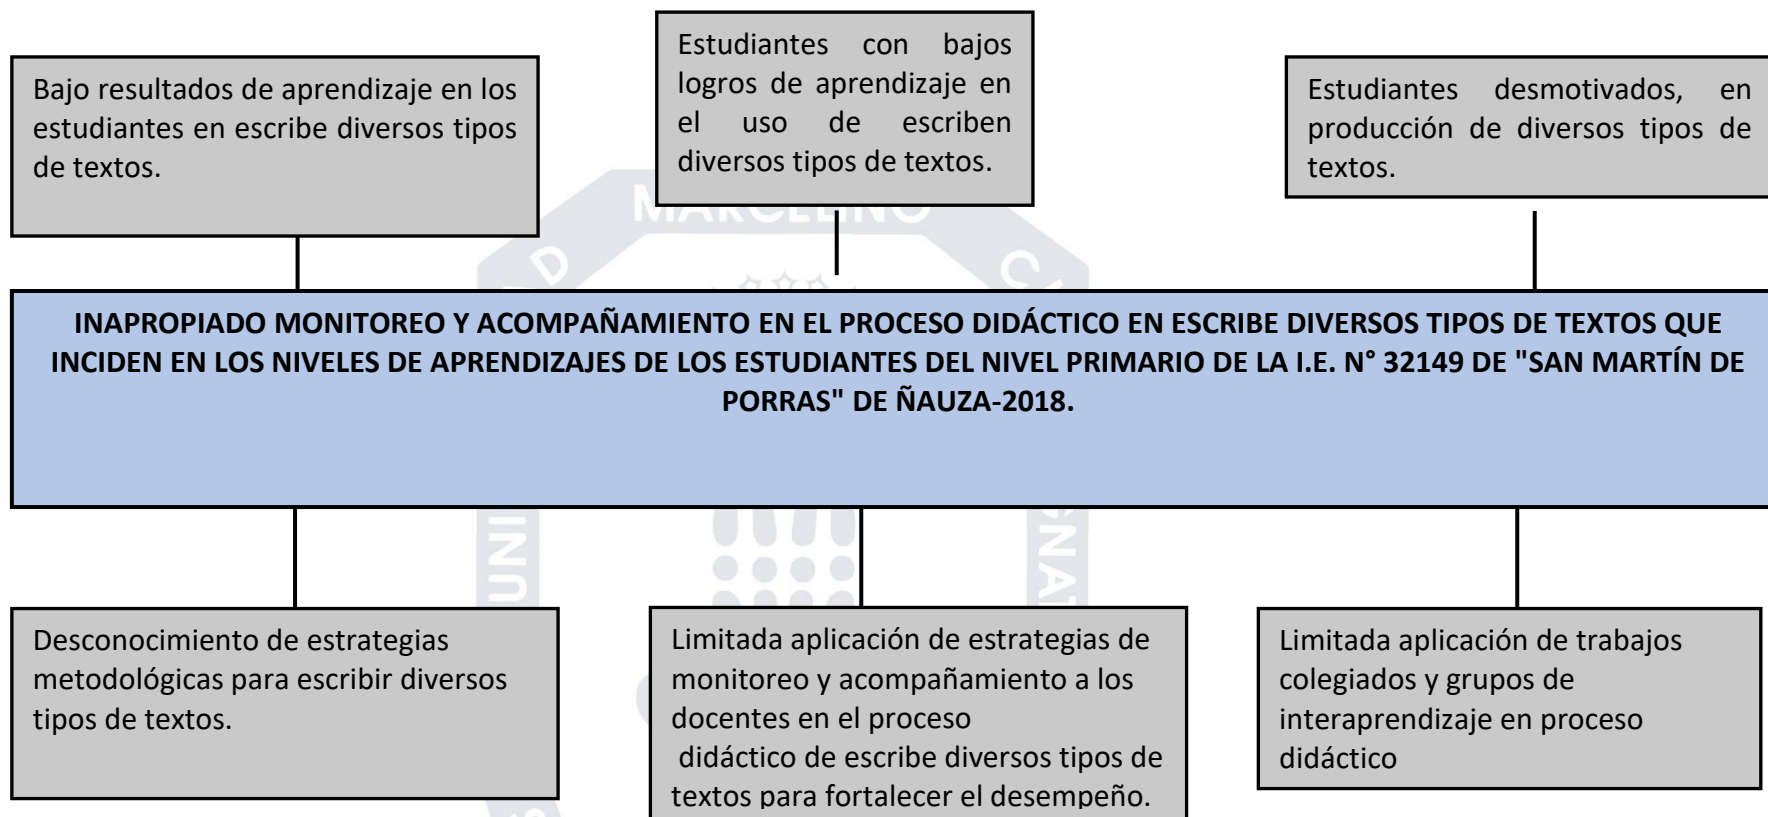 Bajo resultados de aprendizaje en los
estudiantes en escribe diversos tipos
de textos.
Estudiantes con bajos
logros de aprendizaje en
el uso de escriben
diversos tipos de textos.
Estudiantes desmotivados, en
producción de diversos tipos de
textos.
MARCELINO
INAPROPIADO MONITOREO Y ACOMPAÑAMIENTO EN EL PROCESO DIDÁCTICO EN ESCRIBE DIVERSOS TIPOS DE TEXTOS QUE
INCIDEN EN LOS NIVELES DE APRENDIZAJES DE LOS ESTUDIANTES DEL NIVEL PRIMARIO DE LA I.E. N° 32149 DE "SAN MARTÍN DE
PORRAS" DE ÑAUZA-2018.
Desconocimiento de estrategias
metodológicas para escribir diversos
tipos de textos.
Limitada aplicación de estrategias de
monitoreo y acompañamiento a los
docentes en el proceso
didáctico de escribe diversos tipos de
textos para fortalecer el desempeño.
Limitada aplicación de trabajos
colegiados y grupos de
interaprendizaje en proceso
didáctico